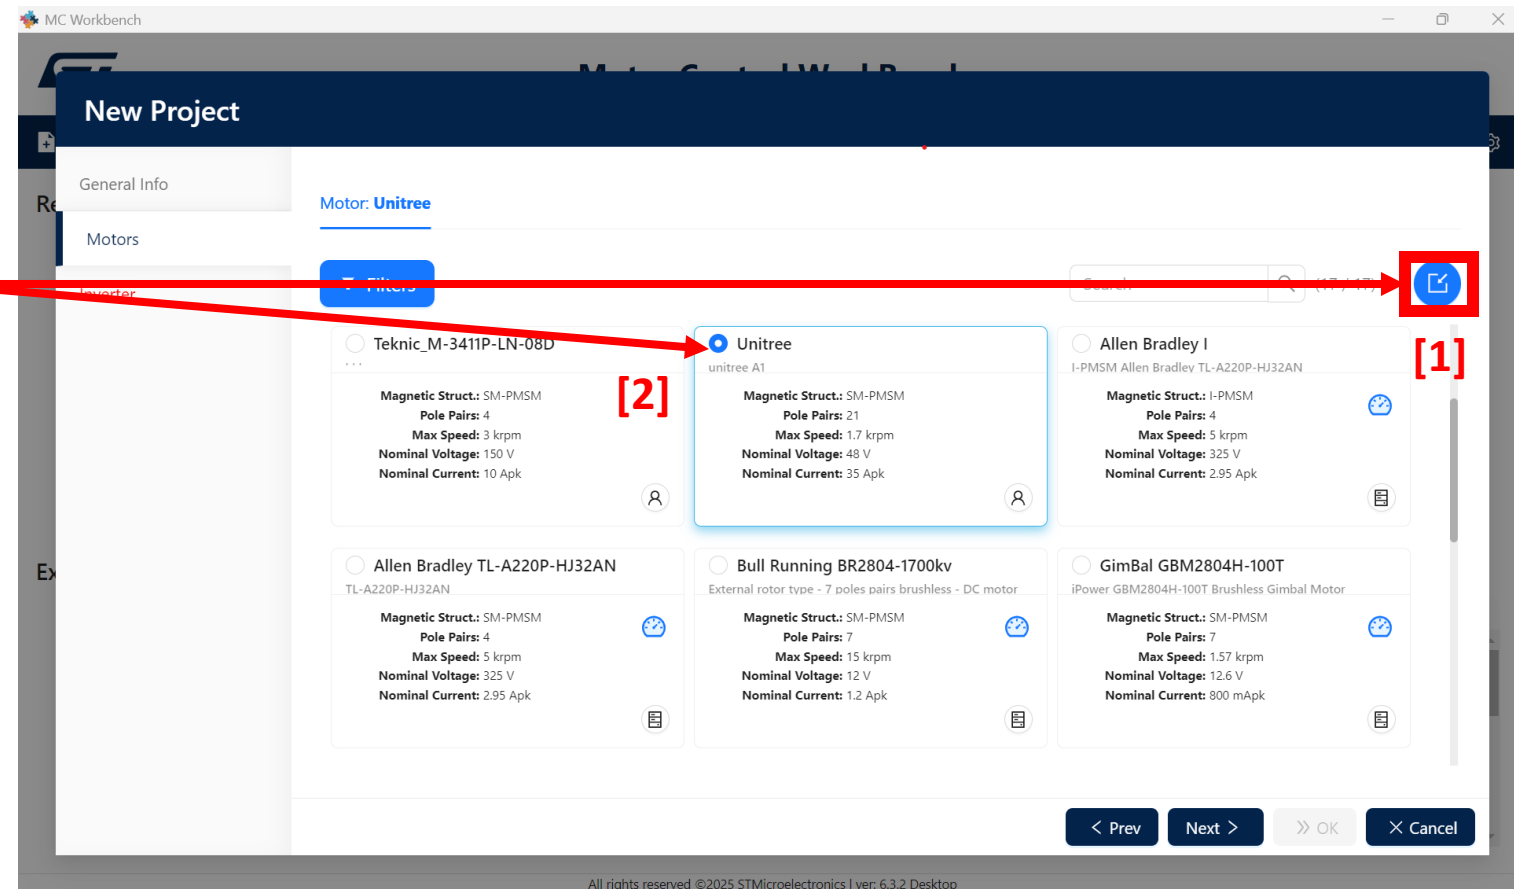 MC Workbench
New Project
General Info
Motors
Inverter
Motor: Unitree
Filters
Search
(17 / 17)
[1]
[2]
Teknic_M-3411P-LN-08D
...
Magnetic Struct.: SM-PMSM
Pole Pairs: 4
Max Speed: 3 krpm
Nominal Voltage: 150 V
Nominal Current: 10 Apk
Unitree
unitree A1
Magnetic Struct.: SM-PMSM
Pole Pairs: 21
Max Speed: 1.7 krpm
Nominal Voltage: 48 V
Nominal Current: 35 Apk
Allen Bradley I
I-PMSM Allen Bradley TL-A220P-HJ32AN
Magnetic Struct.: I-PMSM
Pole Pairs: 4
Max Speed: 5 krpm
Nominal Voltage: 325 V
Nominal Current: 2.95 Apk
Allen Bradley TL-A220P-HJ32AN
TL-A220P-HJ32AN
Magnetic Struct.: SM-PMSM
Pole Pairs: 4
Max Speed: 5 krpm
Nominal Voltage: 325 V
Nominal Current: 2.95 Apk
Bull Running BR2804-1700kv
External rotor type - 7 poles pairs brushless - DC motor
Magnetic Struct.: SM-PMSM
Pole Pairs: 7
Max Speed: 15 krpm
Nominal Voltage: 12 V
Nominal Current: 1.2 Apk
GimBal GBM2804H-100T
iPower GBM2804H-100T Brushless Gimbal Motor
Magnetic Struct.: SM-PMSM
Pole Pairs: 7
Max Speed: 1.57 krpm
Nominal Voltage: 12.6 V
Nominal Current: 800 mApk
< Prev
Next >
OK
Cancel
All rights reserved ©2025 STMicroelectronics | ver: 6.3.2 Desktop